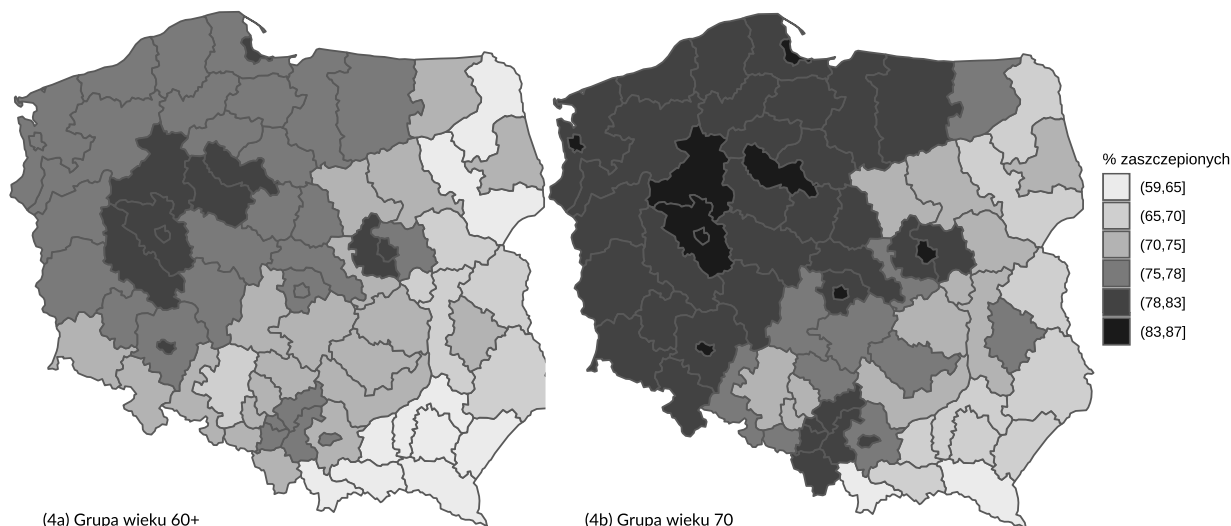 % zaszczepionych
(59,65]
(65,70]
(70,75]
(75,78]
(78,83]
(83,87]
(4a) Grupa wieku 60+
(4b) Grupa wieku 70